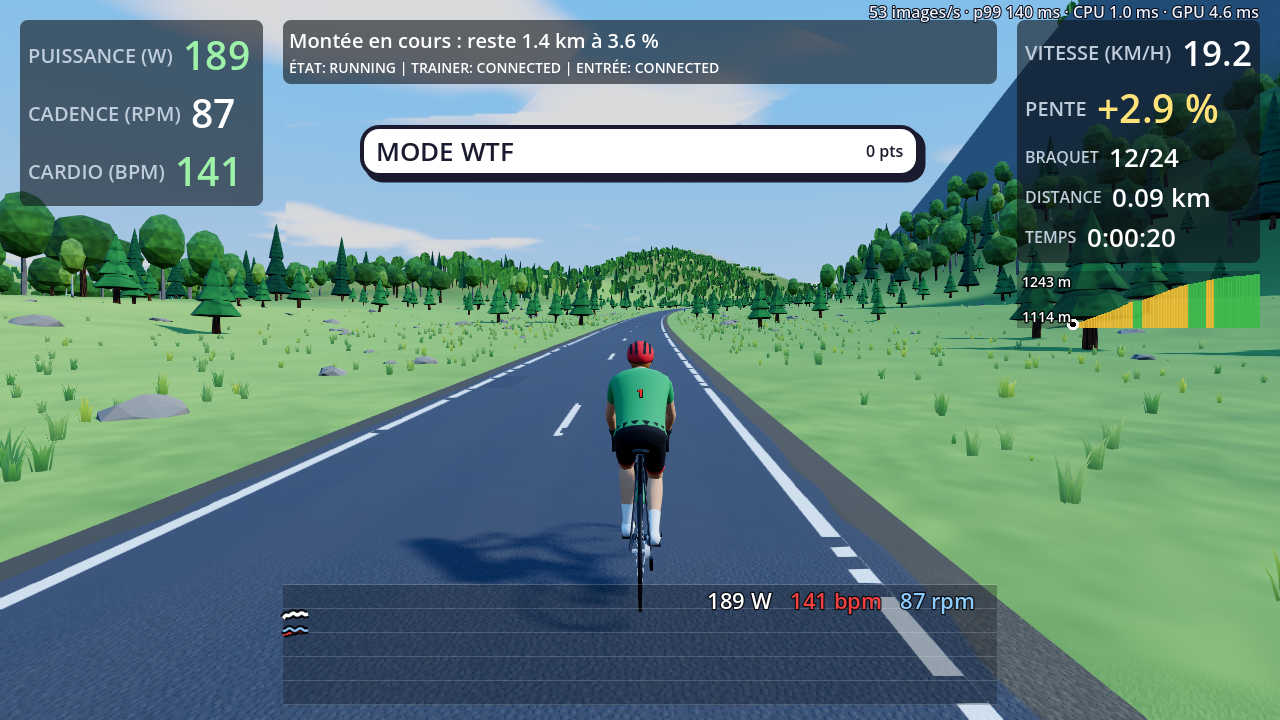 53 images/s · p99 140 ms · CPU 1.0 ms · GPU 4.6 ms
PUISSANCE (W) 189
CADENCE (RPM) 87
CARDIO (BPM) 141
Montée en cours : reste 1.4 km à 3.6 %
ÉTAT: RUNNING | TRAINER: CONNECTED | ENTRÉE: CONNECTED
MODE WTF 0 pts
VITESSE (KM/H) 19.2
PENTE +2.9 %
BRAQUET 12/24
DISTANCE 0.09 km
TEMPS 0:00:20
1243 m
1114 m
1
189 W 141 bpm 87 rpm